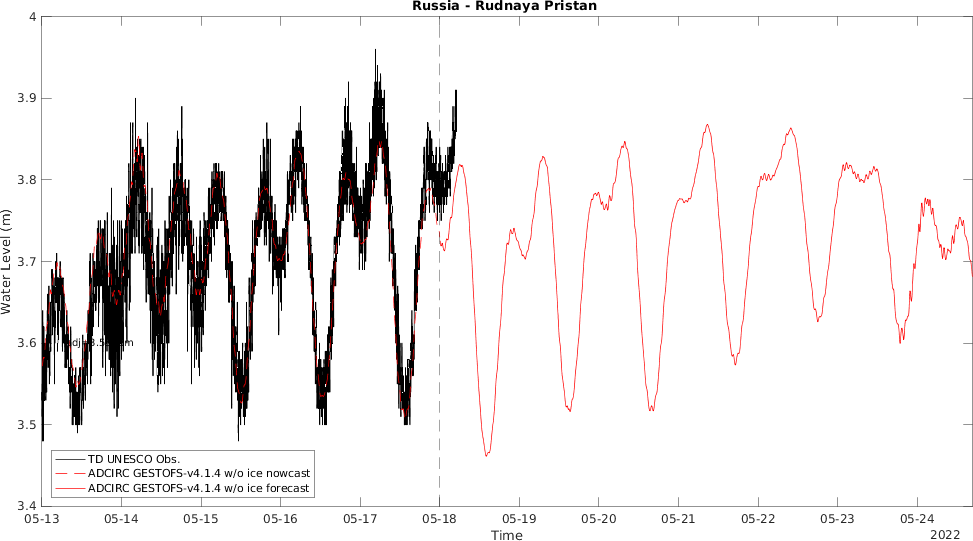 Russia - Rudnaya Pristan
Water Level (m)
4
3.9
3.8
3.7
3.6
3.5
3.4
TD UNESCO Obs.
ADCIRC GESTOFS-v4.1.4 w/o ice nowcast
ADCIRC GESTOFS-v4.1.4 w/o ice forecast
05-13 05-14 05-15 05-16 05-17 05-18 05-19 05-20 05-21 05-22 05-23 05-24
Time
2022